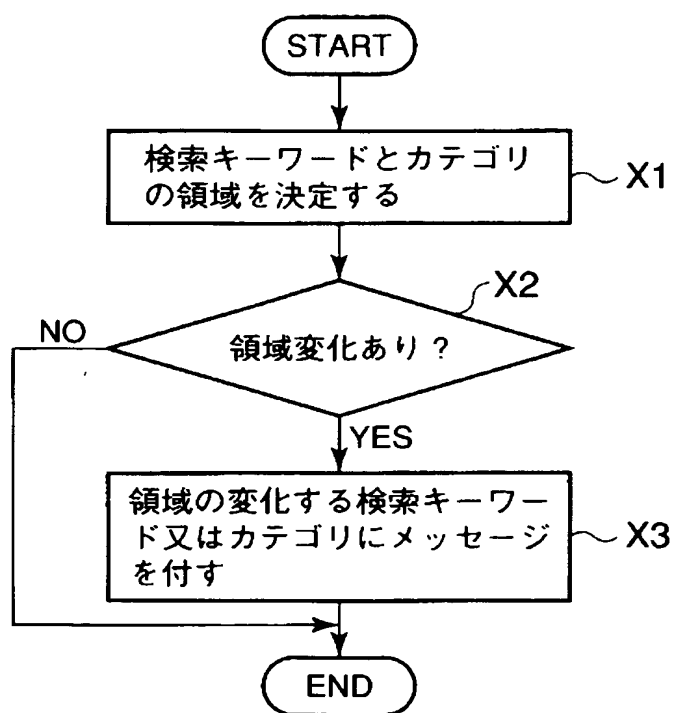 START
検索キーワードとカテゴリ
の領域を決定する
X1
X2
NO
領域変化あり？
YES
領域の変化する検索キーワー
ド又はカテゴリにメッセージ
を付す
X3
END